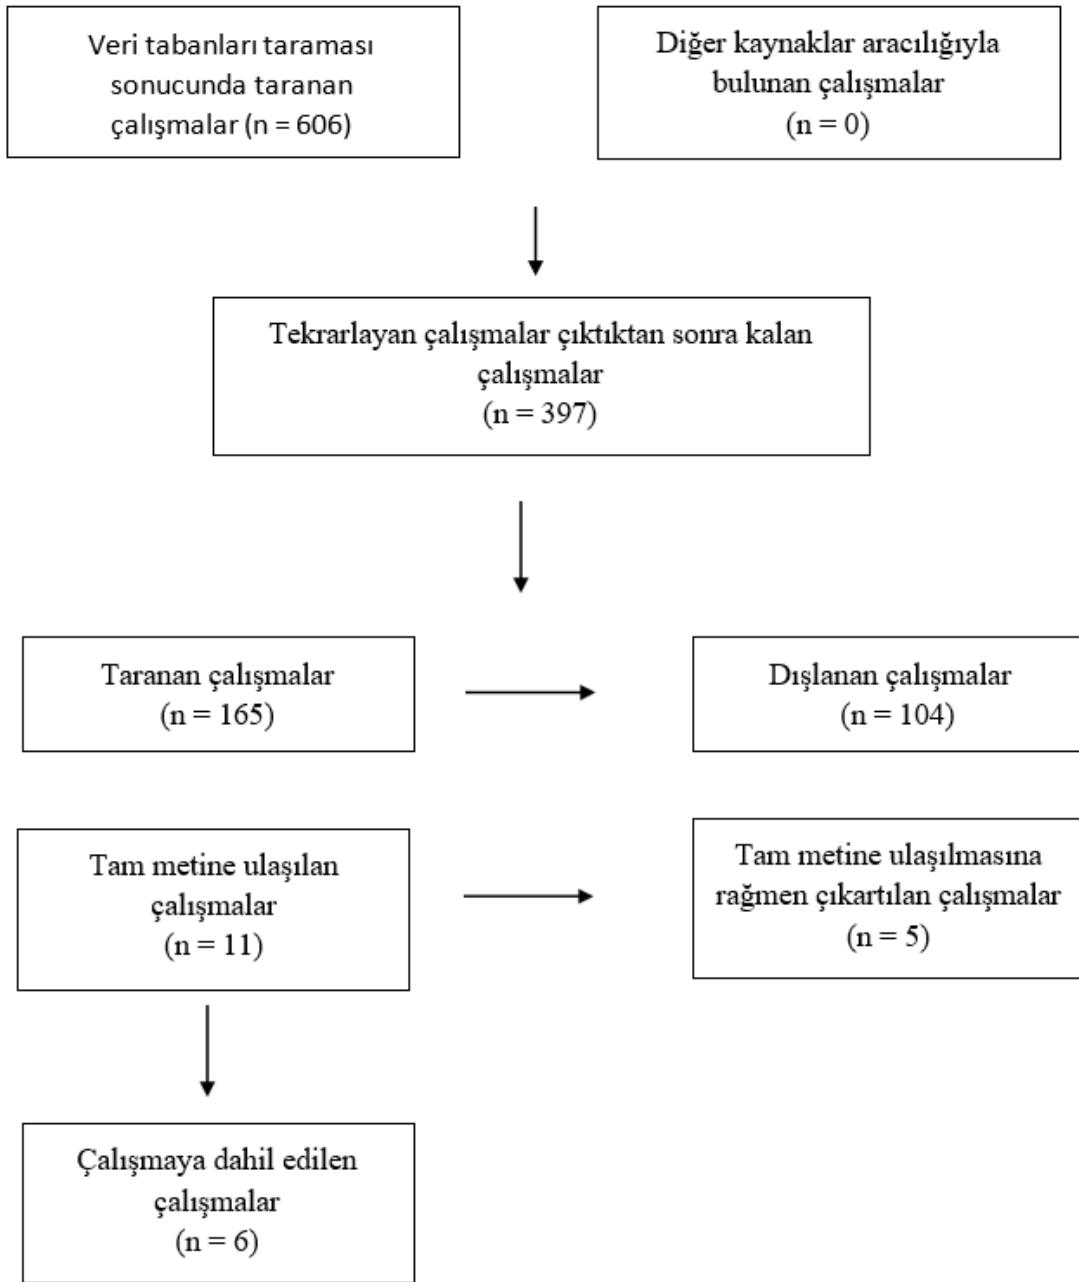 Veri tabanları taraması
sonucunda taranan
çalışmalar (n = 606)
Diğer kaynaklar aracılığıyla
bulunan çalışmalar
(n = 0)
Tekrarlayan çalışmalar çıktıktan sonra kalan
çalışmalar
(n = 397)
Taranan çalışmalar
(n = 165)
Dışlanan çalışmalar
(n = 104)
Tam metine ulaşılan
çalışmalar
(n = 11)
Tam metine ulaşılmasına
rağmen çıkartılan çalışmalar
(n = 5)
Çalışmaya dahil edilen
çalışmalar
(n = 6)